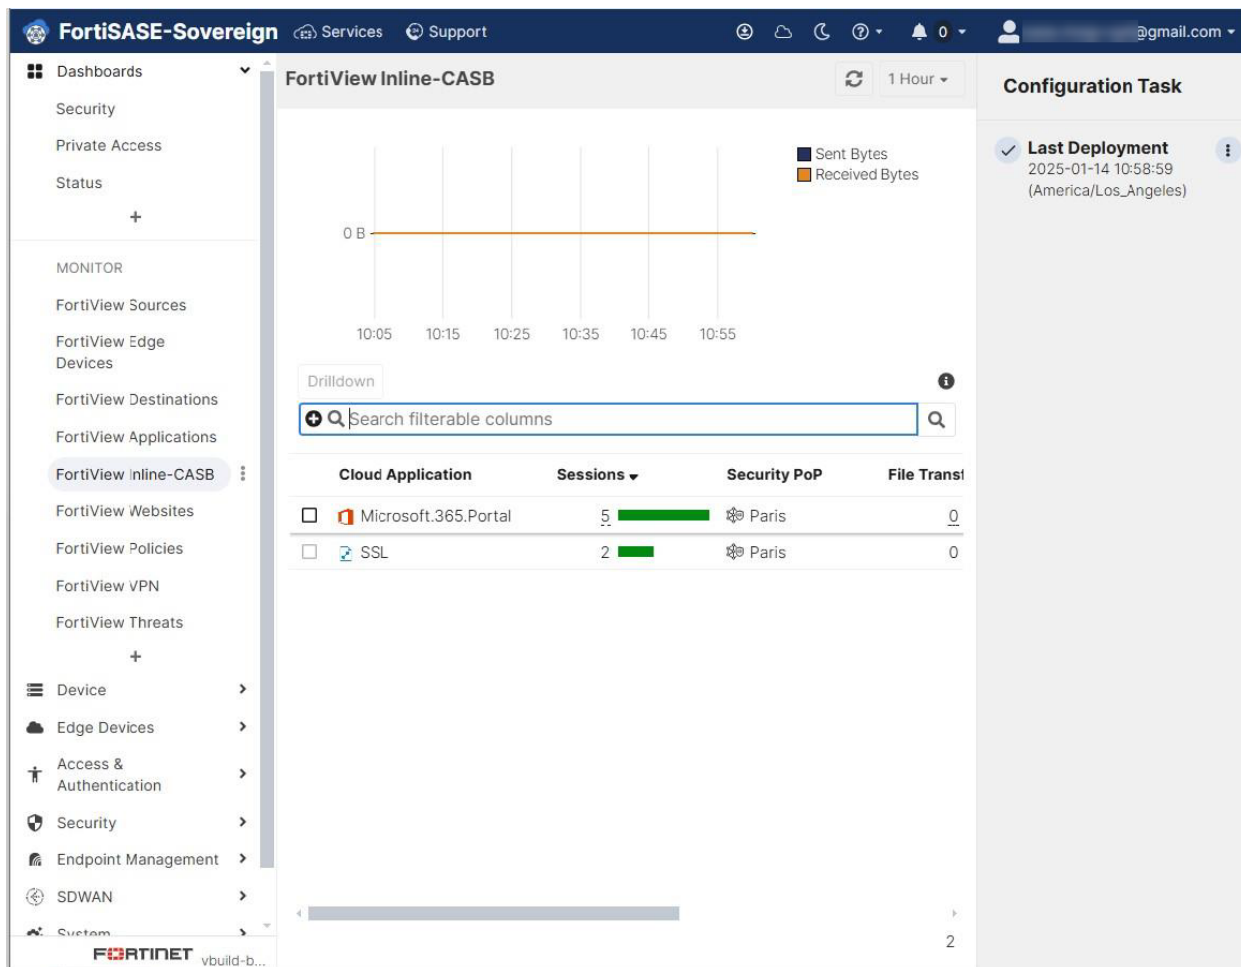 FortiSASE-Sovereign Services Support 0 @gmail.com
Dashboards
Security
Private Access
Status
+
MONITOR
FortiView Sources
FortiView Edge
Devices
FortiView Destinations
FortiView Applications
FortiView Inline-CASB
FortiView Websites
FortiView Policies
FortiView VPN
FortiView Threats
+
Device
Edge Devices
Access &
Authentication
Security
Endpoint Management
SDWAN
System
FORTINET vbuild-b...
FortiView Inline-CASB
1 Hour
Sent Bytes
Received Bytes
0 B
10:05 10:15 10:25 10:35 10:45 10:55
Drilldown
Search filterable columns
Cloud Application Sessions Security PoP File Transf
Microsoft.365.Portal 5 Paris 0
SSL 2 Paris 0
2
Configuration Task
Last Deployment
2025-01-14 10:58:59
(America/Los_Angeles)